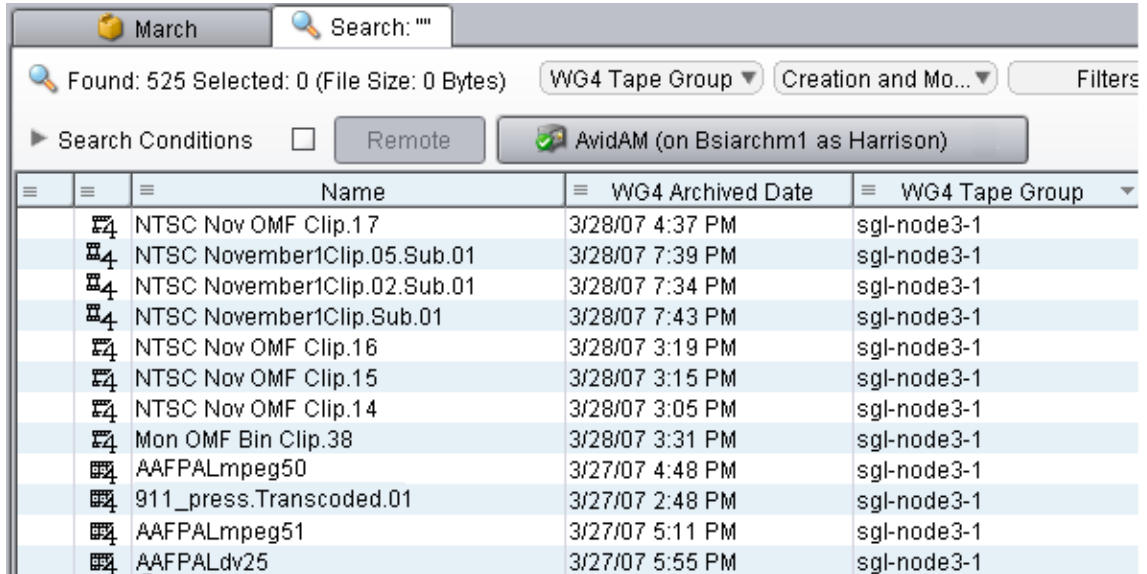 March Search: ""
Found: 525 Selected: 0 (File Size: 0 Bytes) WG4 Tape Group Creation and Mo... Filters
Search Conditions Remote AvidAM (on Bsiarchm1 as Harrison)
Name WG4 Archived Date WG4 Tape Group
NTSC Nov OMF Clip.17 3/28/07 4:37 PM sgl-node3-1
NTSC November1Clip.05.Sub.01 3/28/07 7:39 PM sgl-node3-1
NTSC November1Clip.02.Sub.01 3/28/07 7:34 PM sgl-node3-1
NTSC November1Clip.Sub.01 3/28/07 7:43 PM sgl-node3-1
NTSC Nov OMF Clip.16 3/28/07 3:19 PM sgl-node3-1
NTSC Nov OMF Clip.15 3/28/07 3:15 PM sgl-node3-1
NTSC Nov OMF Clip.14 3/28/07 3:05 PM sgl-node3-1
Mon OMF Bin Clip.38 3/28/07 3:31 PM sgl-node3-1
AAFPALmpeg50 3/27/07 4:48 PM sgl-node3-1
911_press.Transcoded.01 3/27/07 2:48 PM sgl-node3-1
AAFPALmpeg51 3/27/07 5:11 PM sgl-node3-1
AAFPALdv25 3/27/07 5:55 PM sgl-node3-1